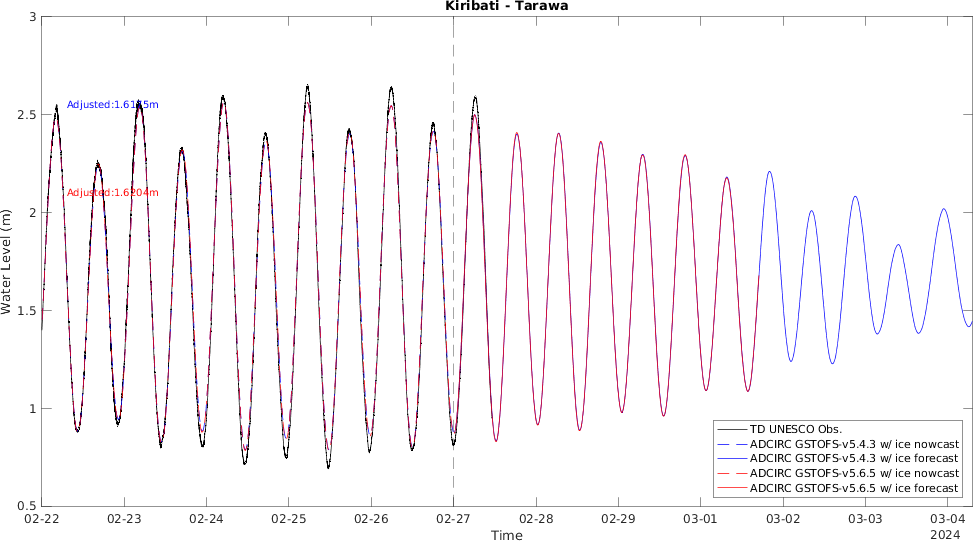 Kiribati - Tarawa
3
2.5
2
1.5
1
0.5
Water Level (m)
Adjusted:1.6204m
02-22
02-23
02-24
02-25
02-26
02-27
02-28
02-29
03-01
03-02
03-03
03-04
2024
Time
TD UNESCO Obs.
ADCIRC GSTOFS-v5.4.3 w/ ice nowcast
ADCIRC GSTOFS-v5.4.3 w/ ice forecast
ADCIRC GSTOFS-v5.6.5 w/ ice nowcast
ADCIRC GSTOFS-v5.6.5 w/ ice forecast